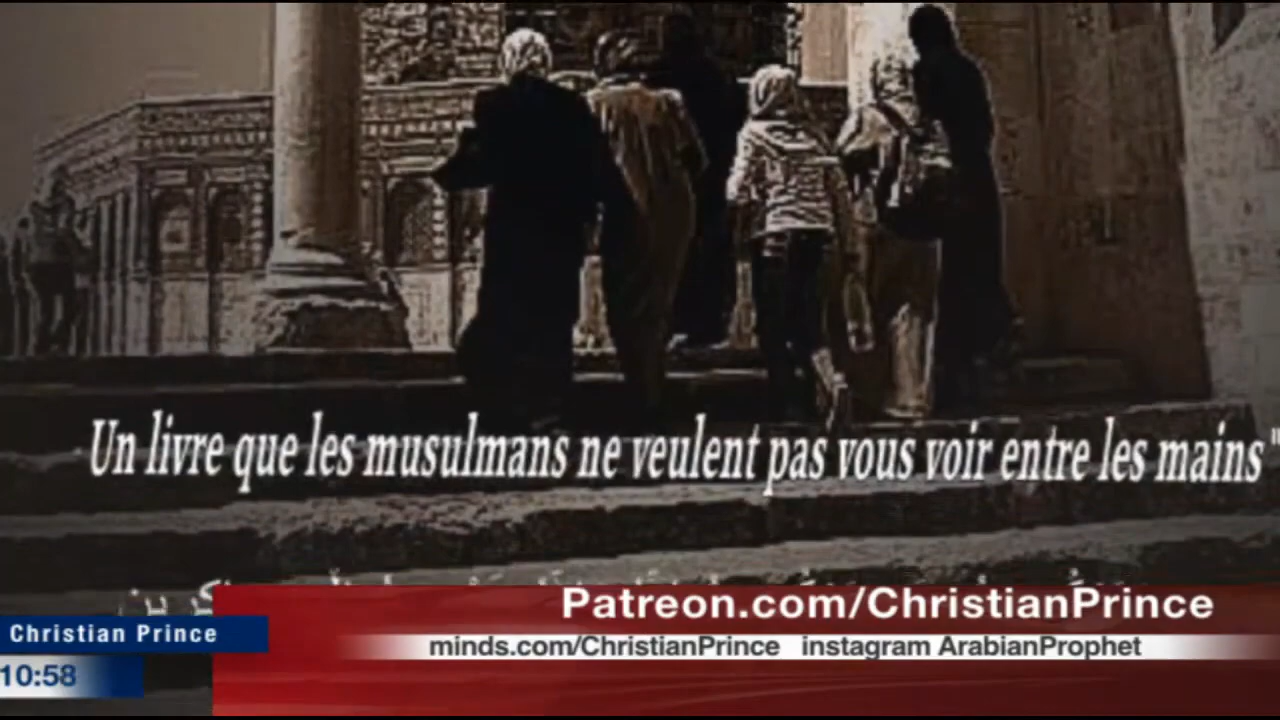 Un livre que les musulmans ne veulent pas vous voir entre les mains"
Patreon.com/ChristianPrince
Christian Prince
minds.com/ChristianPrince instagram ArabianProphet
10:58